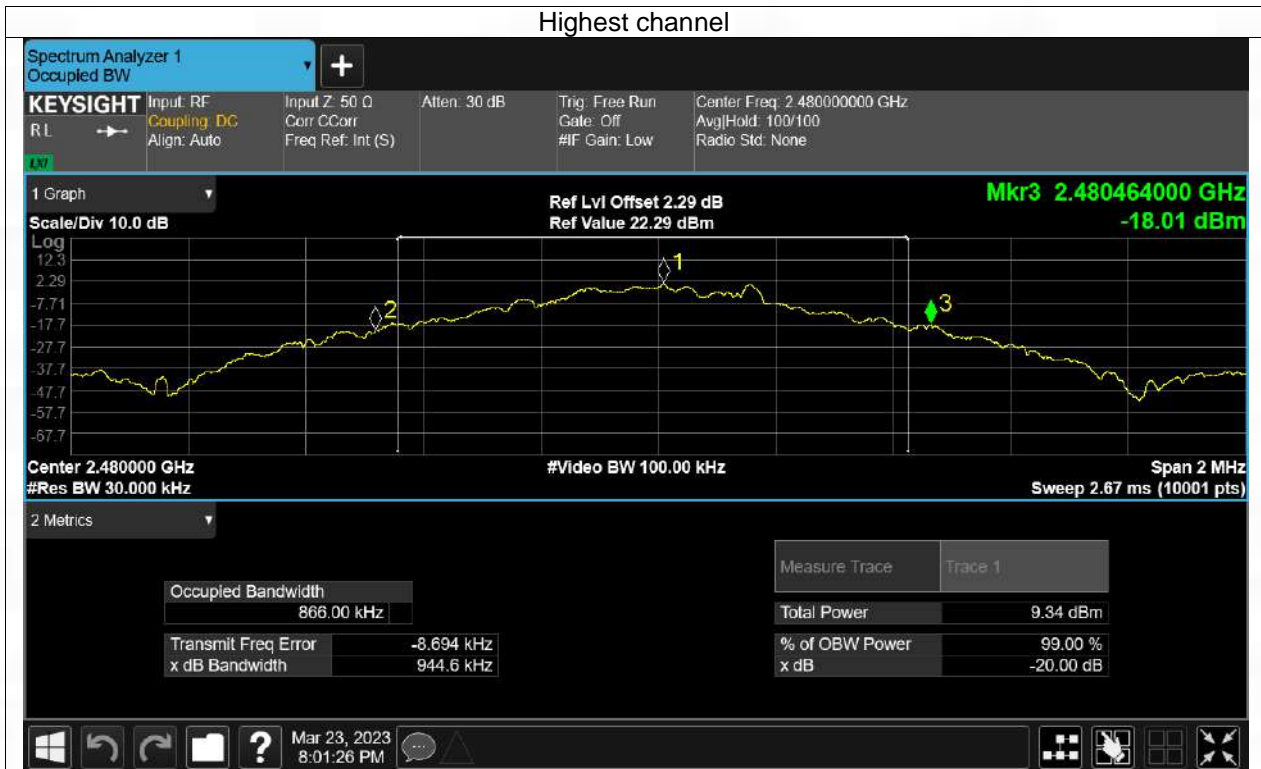 Highest channel
Spectrum Analyzer 1
Occupied BW
+
KEYSIGHT
RL
LXI
Input: RF
Coupling: DC
Align: Auto
Input Z: 50 Ω
Corr CCorr
Freq Ref: Int (S)
Atten: 30 dB
Trig: Free Run
Gate: Off
#IF Gain: Low
Center Freq: 2.480000000 GHz
Avg|Hold: 100/100
Radio Std: None
1 Graph
Scale/Div 10.0 dB
Ref Lvl Offset 2.29 dB
Ref Value 22.29 dBm
Mkr3 2.480464000 GHz
-18.01 dBm
Log
12.3
2.29
-7.71
-17.7
-27.7
-37.7
-47.7
-57.7
-67.7
1
2
3
Center 2.480000 GHz
#Video BW 100.00 kHz
Span 2 MHz
#Res BW 30.000 kHz
Sweep 2.67 ms (10001 pts)
2 Metrics
Measure Trace Trace 1
Occupied Bandwidth
866.00 kHz
Total Power 9.34 dBm
Transmit Freq Error -8.694 kHz
% of OBW Power 99.00 %
x dB Bandwidth 944.6 kHz
x dB -20.00 dB
?
Mar 23, 2023
8:01:26 PM